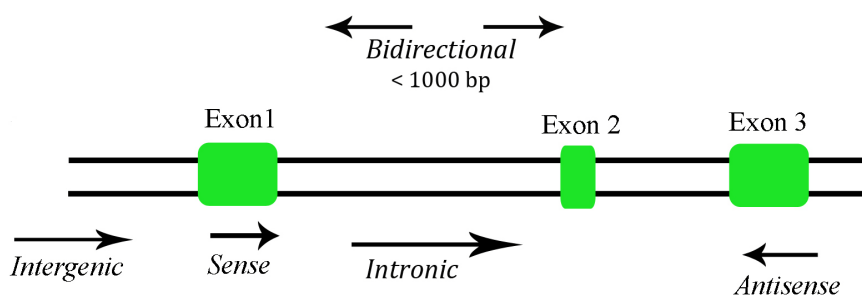 Bidirectional
< 1000 bp
Exon1
Exon 2
Exon 3
Intergenic
Sense
Intronic
Antisense